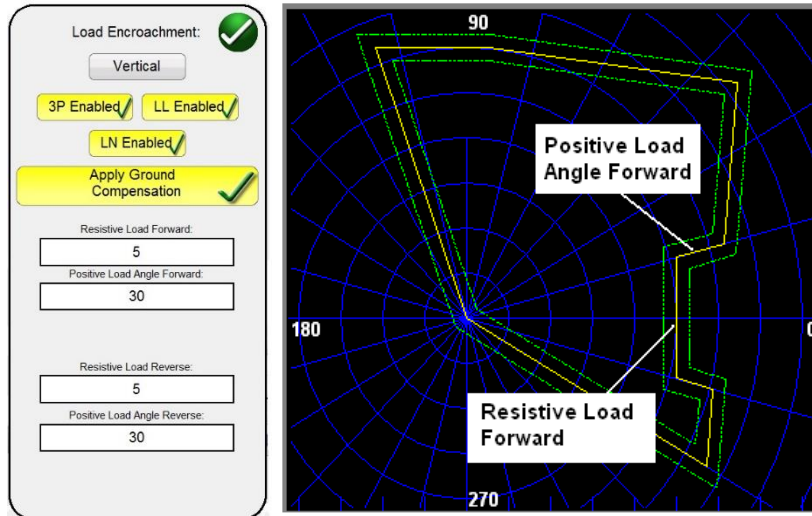 Load Encroachment:
Vertical
3P Enabled
LL Enabled
LN Enabled
Apply Ground
Compensation
Resistive Load Forward:
5
Positive Load Angle Forward:
30
Resistive Load Reverse:
5
Positive Load Angle Reverse:
30
90
Positive Load
Angle Forward
180
0
Resistive Load
Forward
270